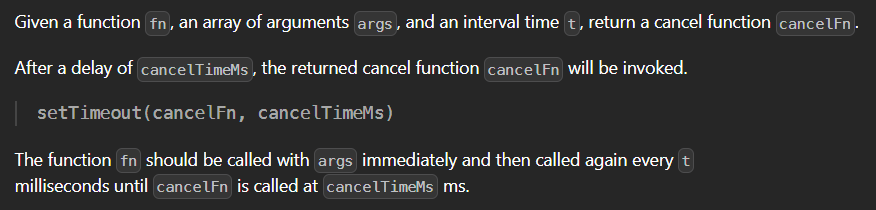 Given a function fn, an array of arguments args, and an interval time t, return a cancel function cancelFn.
After a delay of cancelTimeMs, the returned cancel function cancelFn will be invoked.
setTimeout(cancelFn, cancelTimeMs)
The function fn should be called with args immediately and then called again every t
milliseconds until cancelFn is called at cancelTimeMs ms.